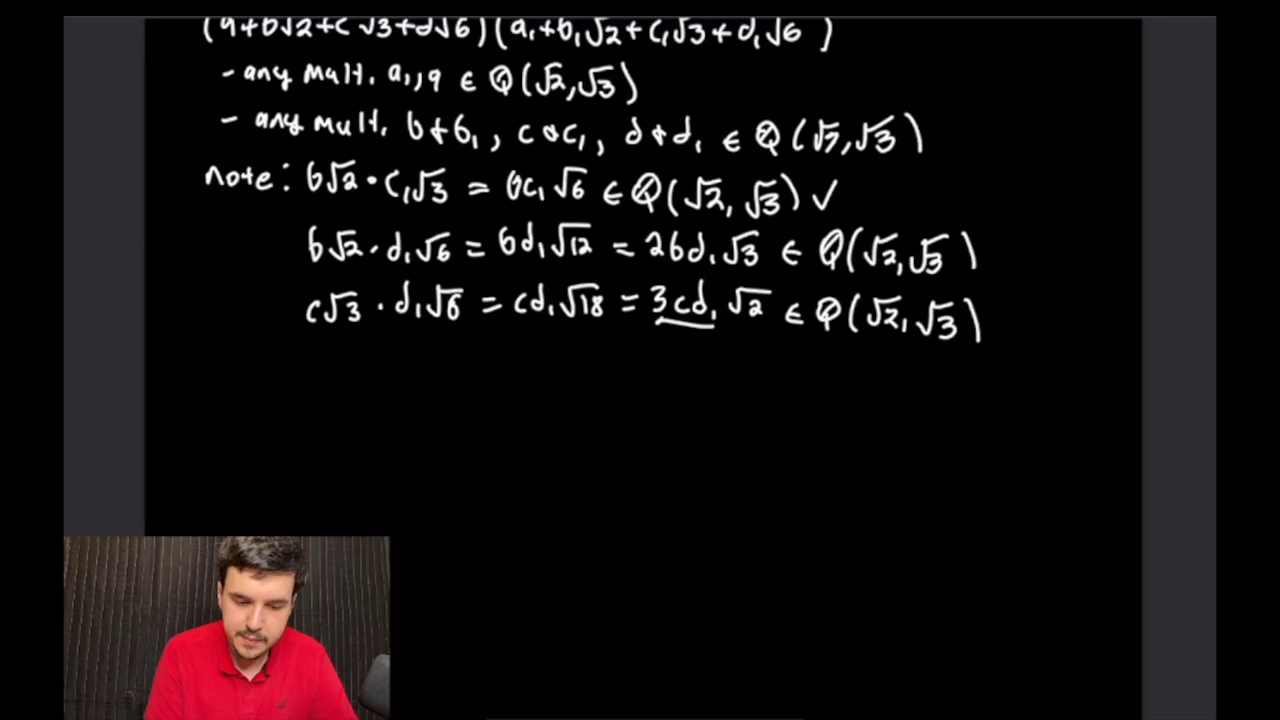 (a+b√2+c√3+d√6)(a₁+b₁√2+c₁√3+d₁√6)
- any mult. a₁,a ∈ ℚ(√2,√3)
- any mult. b & b₁, c & c₁, d & d₁ ∈ ℚ(√2,√3)
note: b√2 · c₁√3 = bc₁√6 ∈ ℚ(√2,√3) ✓
b√2 · d₁√6 = bd₁√12 = 2bd₁√3 ∈ ℚ(√2,√3)
c√3 · d₁√6 = cd₁√18 = 3cd₁√2 ∈ ℚ(√2,√3)